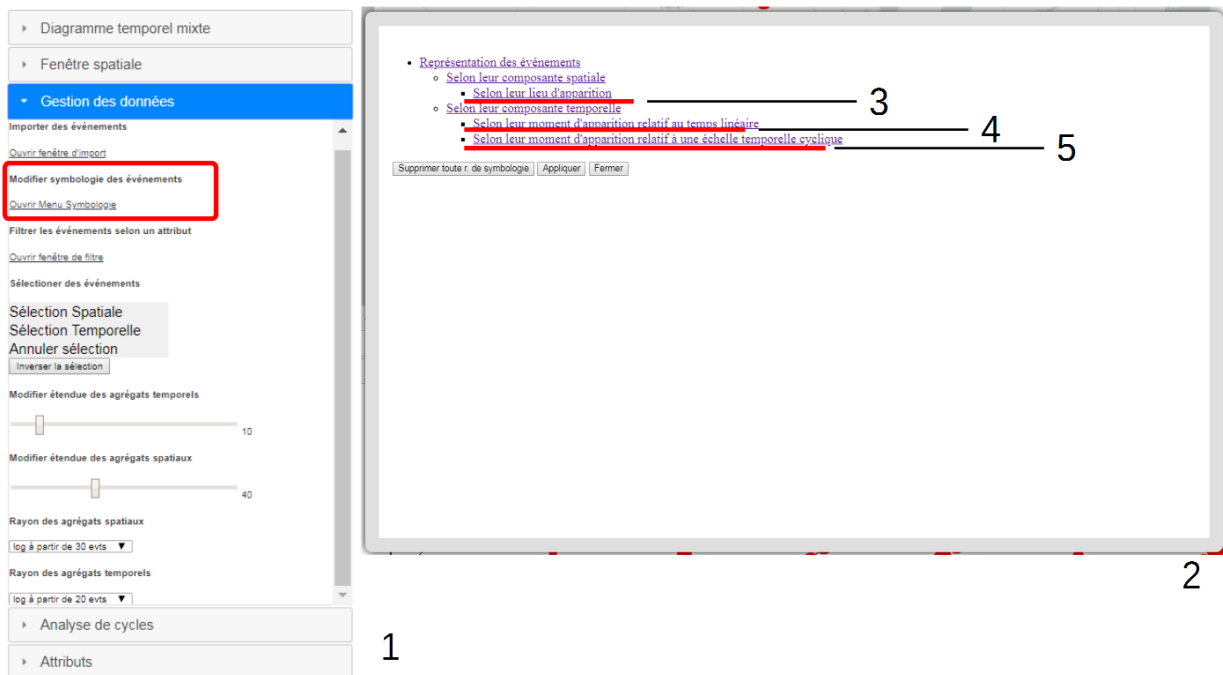 Diagramme temporel mixte
Fenêtre spatiale
Gestion des données
Importer des événements
Ouvrir fenêtre d'import
Modifier symbologie des événements
Ouvrir Menu Symbologie
Filtrer les événements selon un attribut
Ouvrir fenêtre de filtre
Sélectioner des événements
Sélection Spatiale
Sélection Temporelle
Annuler sélection
Inverser la sélection
Modifier étendue des agrégats temporels
10
Modifier étendue des agrégats spatiaux
40
Rayon des agrégats spatiaux
log à partir de 30 evts ▼
Rayon des agrégats temporels
log à partir de 20 evts ▼
Analyse de cycles
Attributs
1
Représentation des événements
Selon leur composante spatiale
Selon leur lieu d'apparition
3
Selon leur composante temporelle
Selon leur moment d'apparition relatif au temps linéaire
4
Selon leur moment d'apparition relatif à une échelle temporelle cyclique
5
Supprimer toute r. de symbologie Appliquer Fermer
2